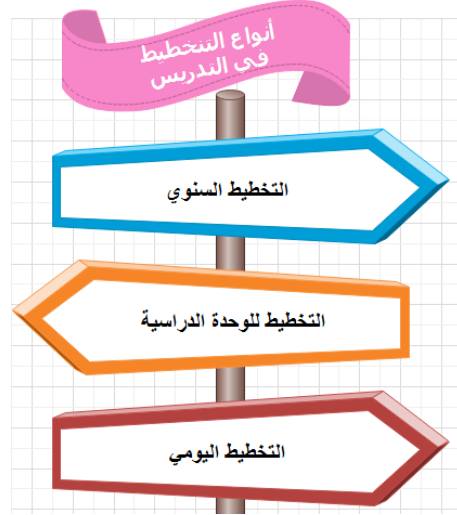 أنواع التخطيط
في التدريس
التخطيط السنوي
التخطيط للوحدة الدراسية
التخطيط اليومي